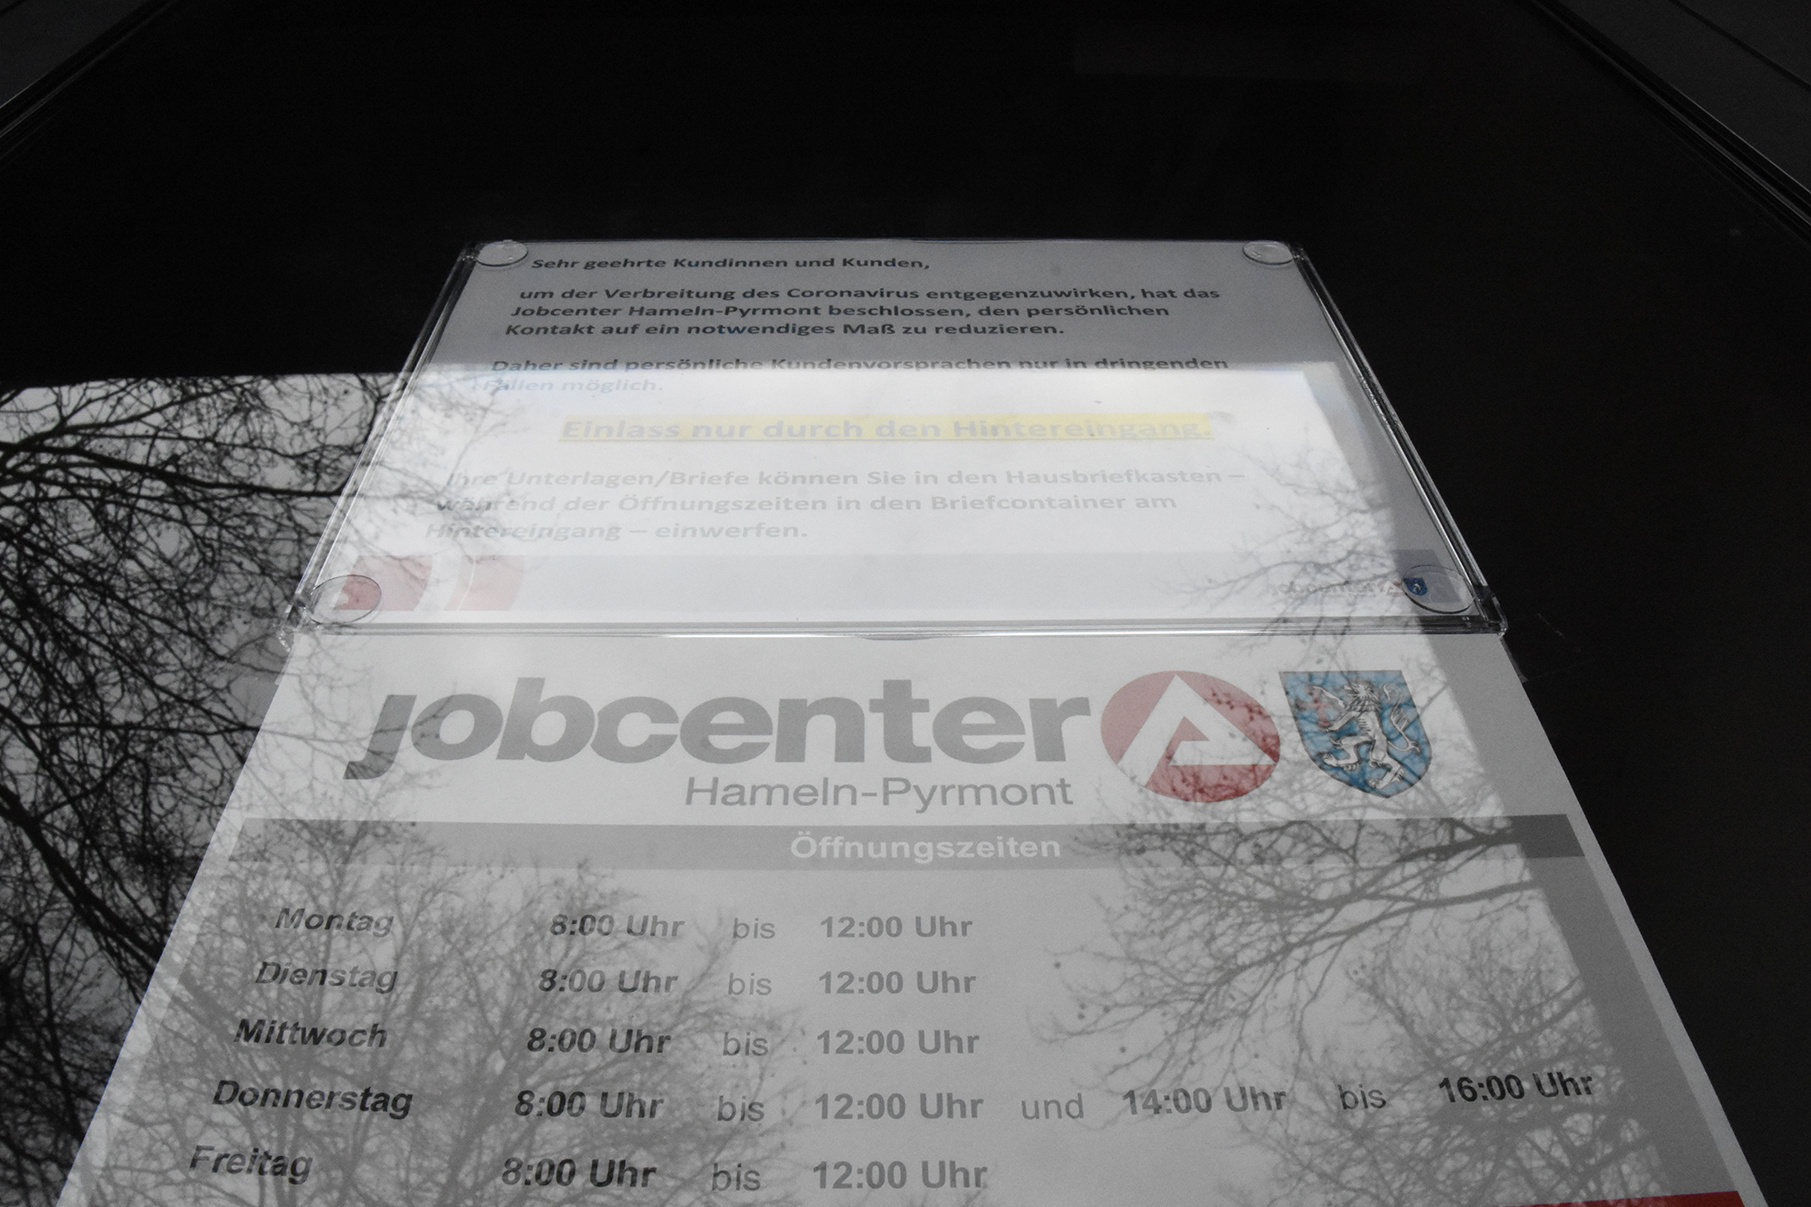 Sehr geehrte Kundinnen und Kunden,
um der Verbreitung des Coronavirus entgegenzuwirken, hat das
Jobcenter Hameln-Pyrmont beschlossen, den persönlichen
Kontakt auf ein notwendiges Maß zu reduzieren.
Daher sind persönliche Kundenvorsprachen nur in dringenden
Fällen möglich.
Einlass nur durch den Hintereingang.
Ihre Unterlagen/Briefe können Sie in den Hausbriefkasten –
während der Öffnungszeiten in den Briefcontainer am
Hintereingang – einwerfen.
jobcenter
jobcenter
Hameln-Pyrmont
Öffnungszeiten
Montag 8:00 Uhr bis 12:00 Uhr
Dienstag 8:00 Uhr bis 12:00 Uhr
Mittwoch 8:00 Uhr bis 12:00 Uhr
Donnerstag 8:00 Uhr bis 12:00 Uhr und 14:00 Uhr bis 16:00 Uhr
Freitag 8:00 Uhr bis 12:00 Uhr